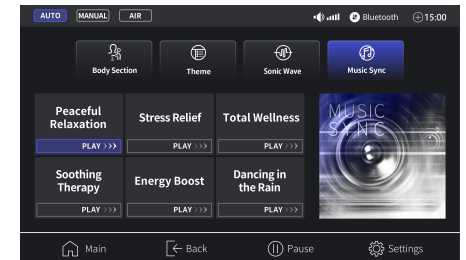 AUTO MANUAL AIR Bluetooth 15:00
Body Section Theme Sonic Wave Music Sync
Peaceful
Relaxation
PLAY
Stress Relief
PLAY
Total Wellness
PLAY
MUSIC
SYNC
Soothing
Therapy
PLAY
Energy Boost
PLAY
Dancing in
the Rain
PLAY
Main Back Pause Settings